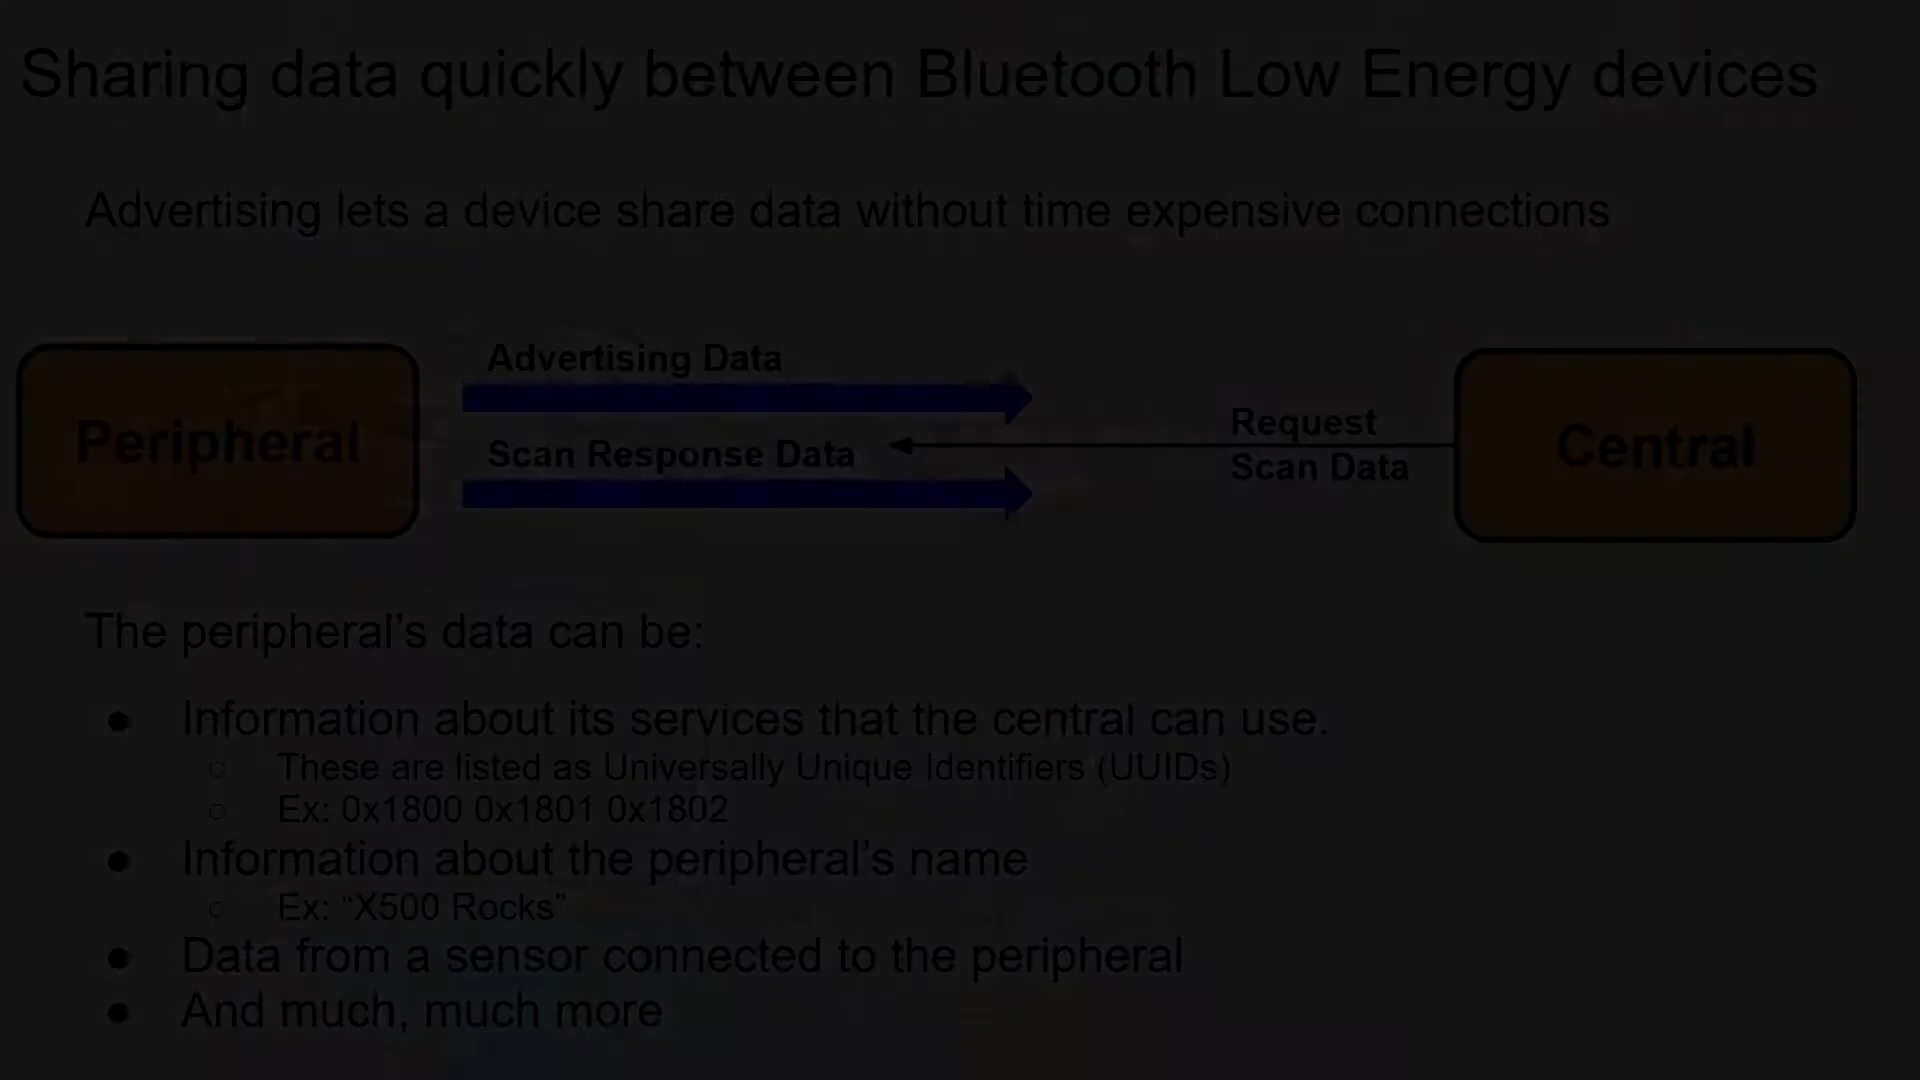 Sharing data quickly between Bluetooth Low Energy devices
Advertising lets a device share data without time expensive connections
Peripheral
Advertising Data
Scan Response Data
Request
Scan Data
Central
The peripheral’s data can be:
● Information about its services that the central can use.
○ These are listed as Universally Unique Identifiers (UUIDs)
○ Ex: 0x1800 0x1801 0x1802
● Information about the peripheral’s name
○ Ex: “X500 Rocks”
● Data from a sensor connected to the peripheral
● And much, much more